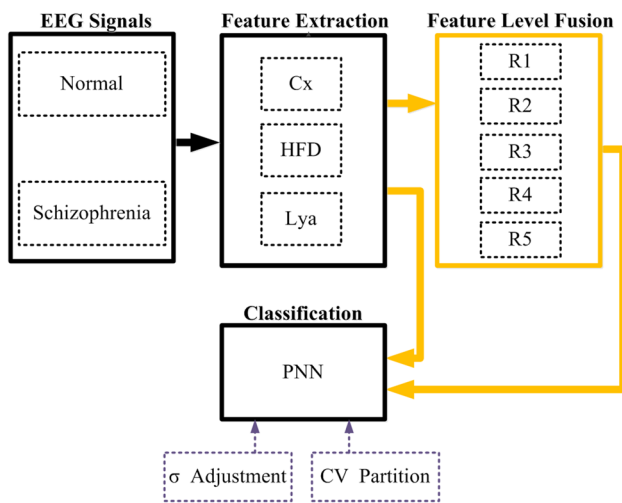 EEG Signals
Normal
Schizophrenia
Feature Extraction
Cx
HFD
Lya
Feature Level Fusion
R1
R2
R3
R4
R5
Classification
PNN
σ Adjustment
CV Partition